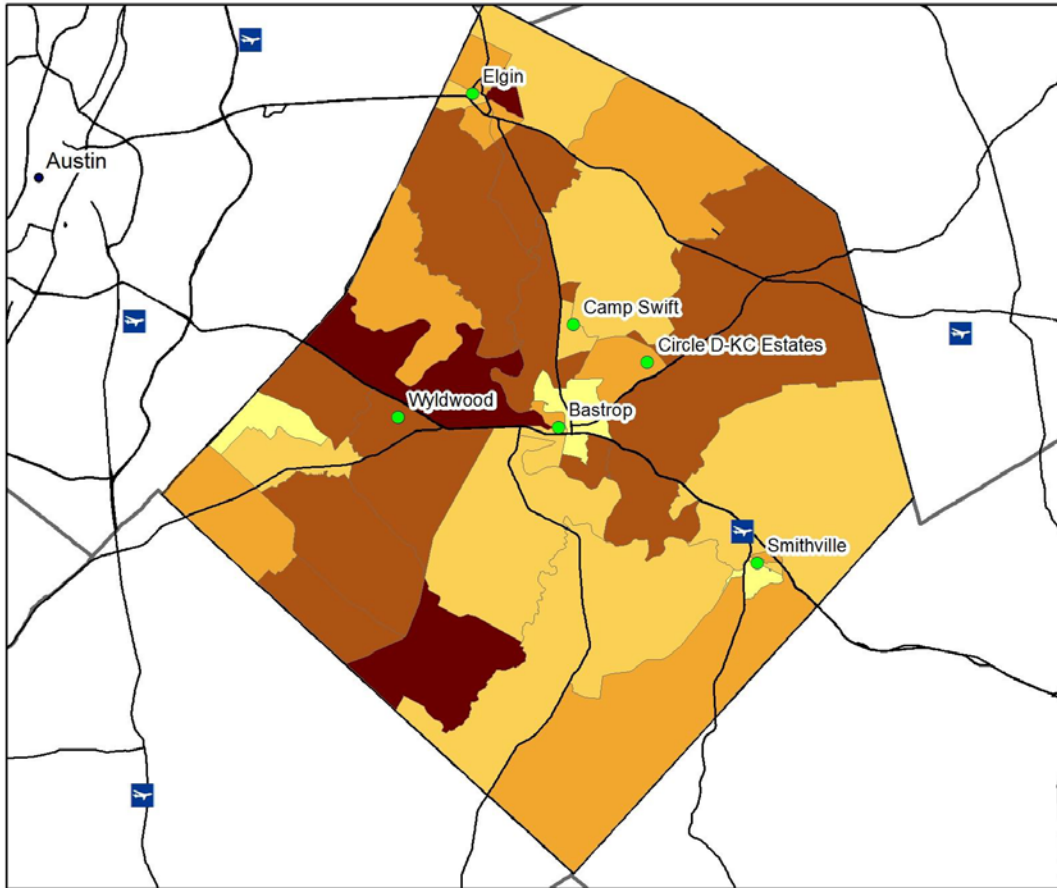 Elgin
Austin
Camp Swift
Circle D-KC Estates
Wyldwood
Bastrop
Smithville